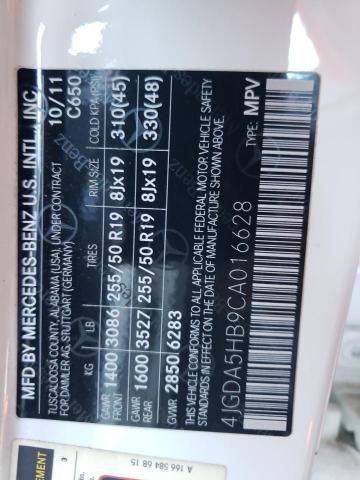 MFD BY MERCEDES-BENZ U.S. INTL., INC.
TUSCALOOSA COUNTY, ALABAMA (USA), UNDER CONTRACT
FOR DAIMLER AG, STUTTGART (GERMANY)
10/11
C650
KG LB TIRES RIM SIZE COLD KPA(PSI)
GAWR FRONT 1400 3086 255/50 R19 8Jx19 310(45)
GAWR REAR 1600 3527 255/50 R19 8Jx19 330(48)
GVWR 2850 6283
THIS VEHICLE CONFORMS TO ALL APPLICABLE FEDERAL MOTOR VEHICLE SAFETY
STANDARDS IN EFFECT ON THE DATE OF MANUFACTURE SHOWN ABOVE.
4JGDA5HB9CA016628
TYPE: MPV
A 166 584 68 15
3